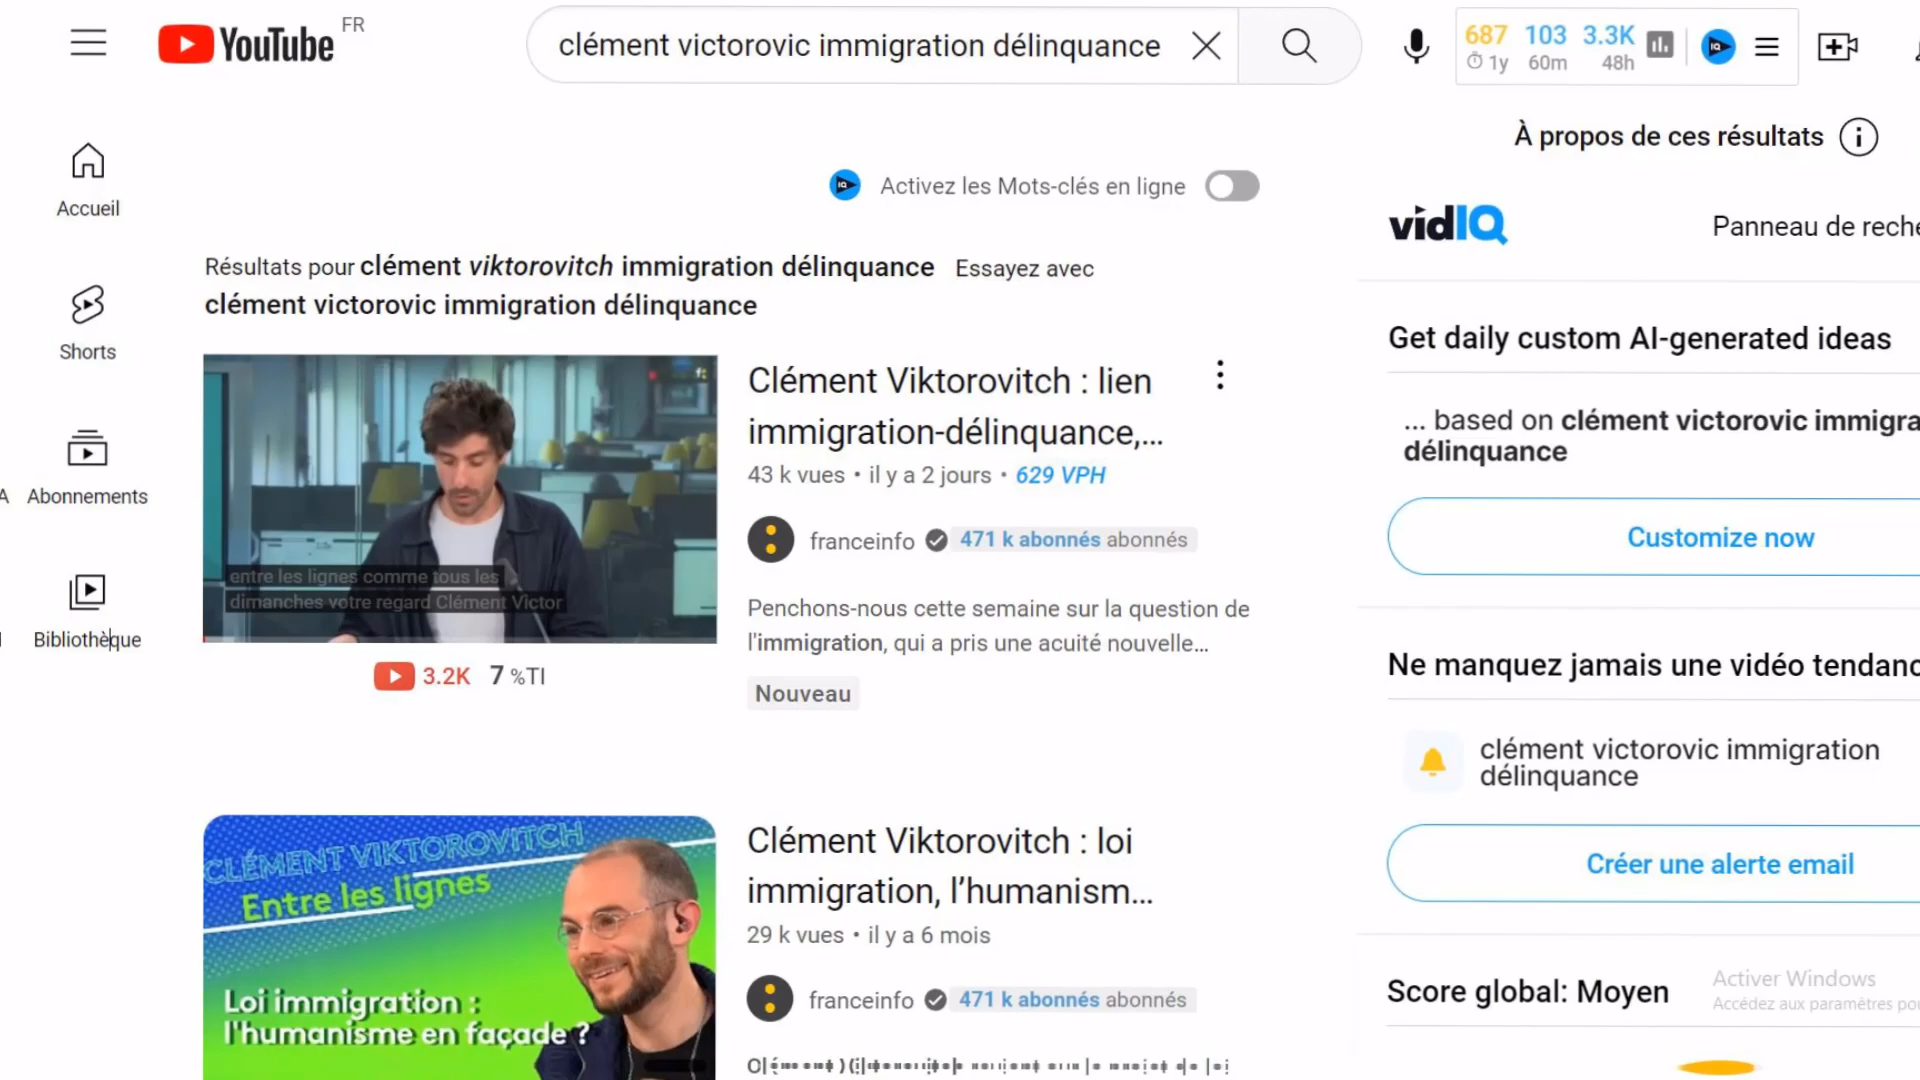 YouTube FR
clément victorovic immigration délinquance
687 103 3.3K
1y 60m 48h
À propos de ces résultats
Accueil
Shorts
Abonnements
Bibliothèque
Activez les Mots-clés en ligne
Résultats pour clément viktorovitch immigration délinquance Essayez avec
clément victorovic immigration délinquance
entre les lignes comme tous les
dimanches votre regard Clément Victor
3.2K 7 %TI
Clément Viktorovitch : lien
immigration-délinquance,...
43 k vues • il y a 2 jours • 629 VPH
franceinfo 471 k abonnés abonnés
Penchons-nous cette semaine sur la question de
l'immigration, qui a pris une acuité nouvelle...
Nouveau
CLÉMENT VIKTOROVITCH
Entre les lignes
Loi immigration :
l'humanisme en façade ?
Clément Viktorovitch : loi
immigration, l’humanism...
29 k vues • il y a 6 mois
franceinfo 471 k abonnés abonnés
vidIQ
Panneau de reche
Get daily custom AI-generated ideas
... based on clément victorovic immigra
délinquance
Customize now
Ne manquez jamais une vidéo tendanc
clément victorovic immigration
délinquance
Créer une alerte email
Score global: Moyen
Activer Windows
Accédez aux paramètres pou